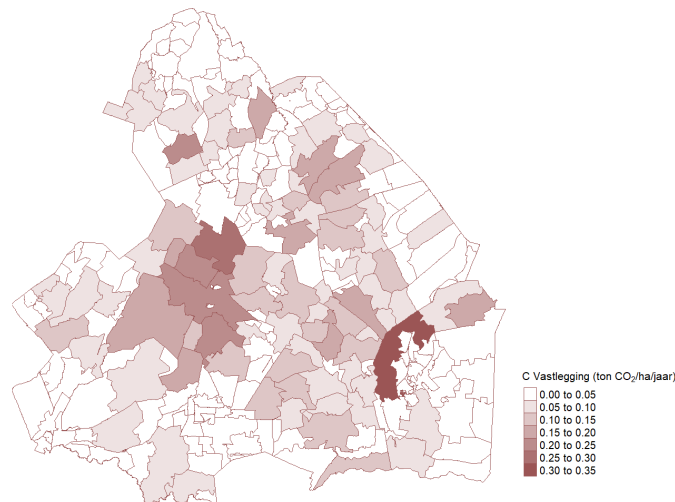 C Vastlegging (ton CO₂/ha/jaar)
0.00 to 0.05
0.05 to 0.10
0.10 to 0.15
0.15 to 0.20
0.20 to 0.25
0.25 to 0.30
0.30 to 0.35